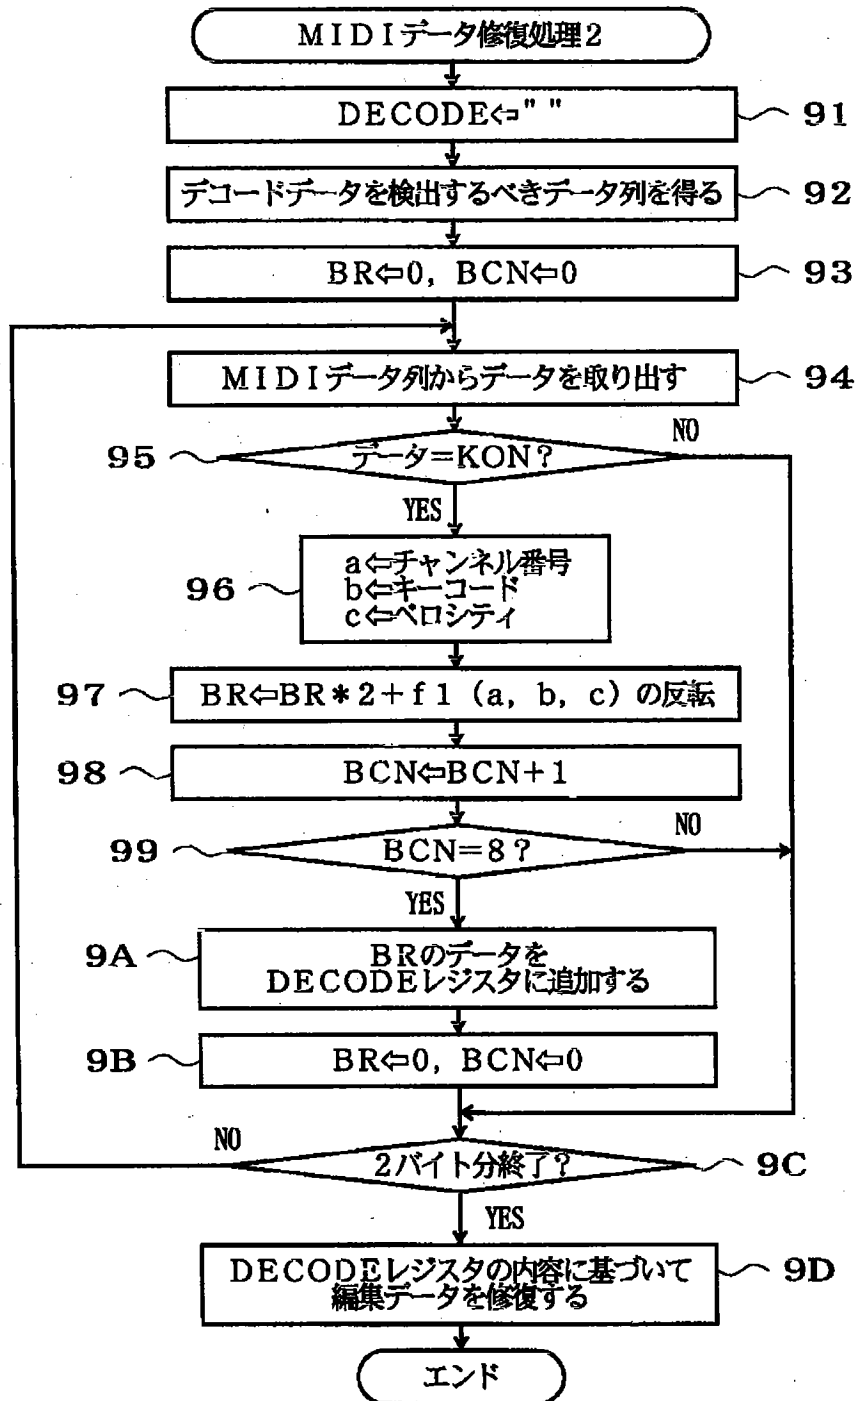 MIDIデータ修復処理2
DECODE⇦" "
91
デコードデータを検出するべきデータ列を得る
92
BR⇦0, BCN⇦0
93
MIDIデータ列からデータを取り出す
94
95
データ=KON?
NO
YES
96
a⇦チャンネル番号
b⇦キーコード
c⇦ベロシティ
97
BR⇦BR*2+f1 (a, b, c) の反転
98
BCN⇦BCN+1
99
BCN=8?
NO
YES
9A
BRのデータを
DECODEレジスタに追加する
9B
BR⇦0, BCN⇦0
NO
2バイト分終了?
9C
YES
DECODEレジスタの内容に基づいて
編集データを修復する
9D
エンド